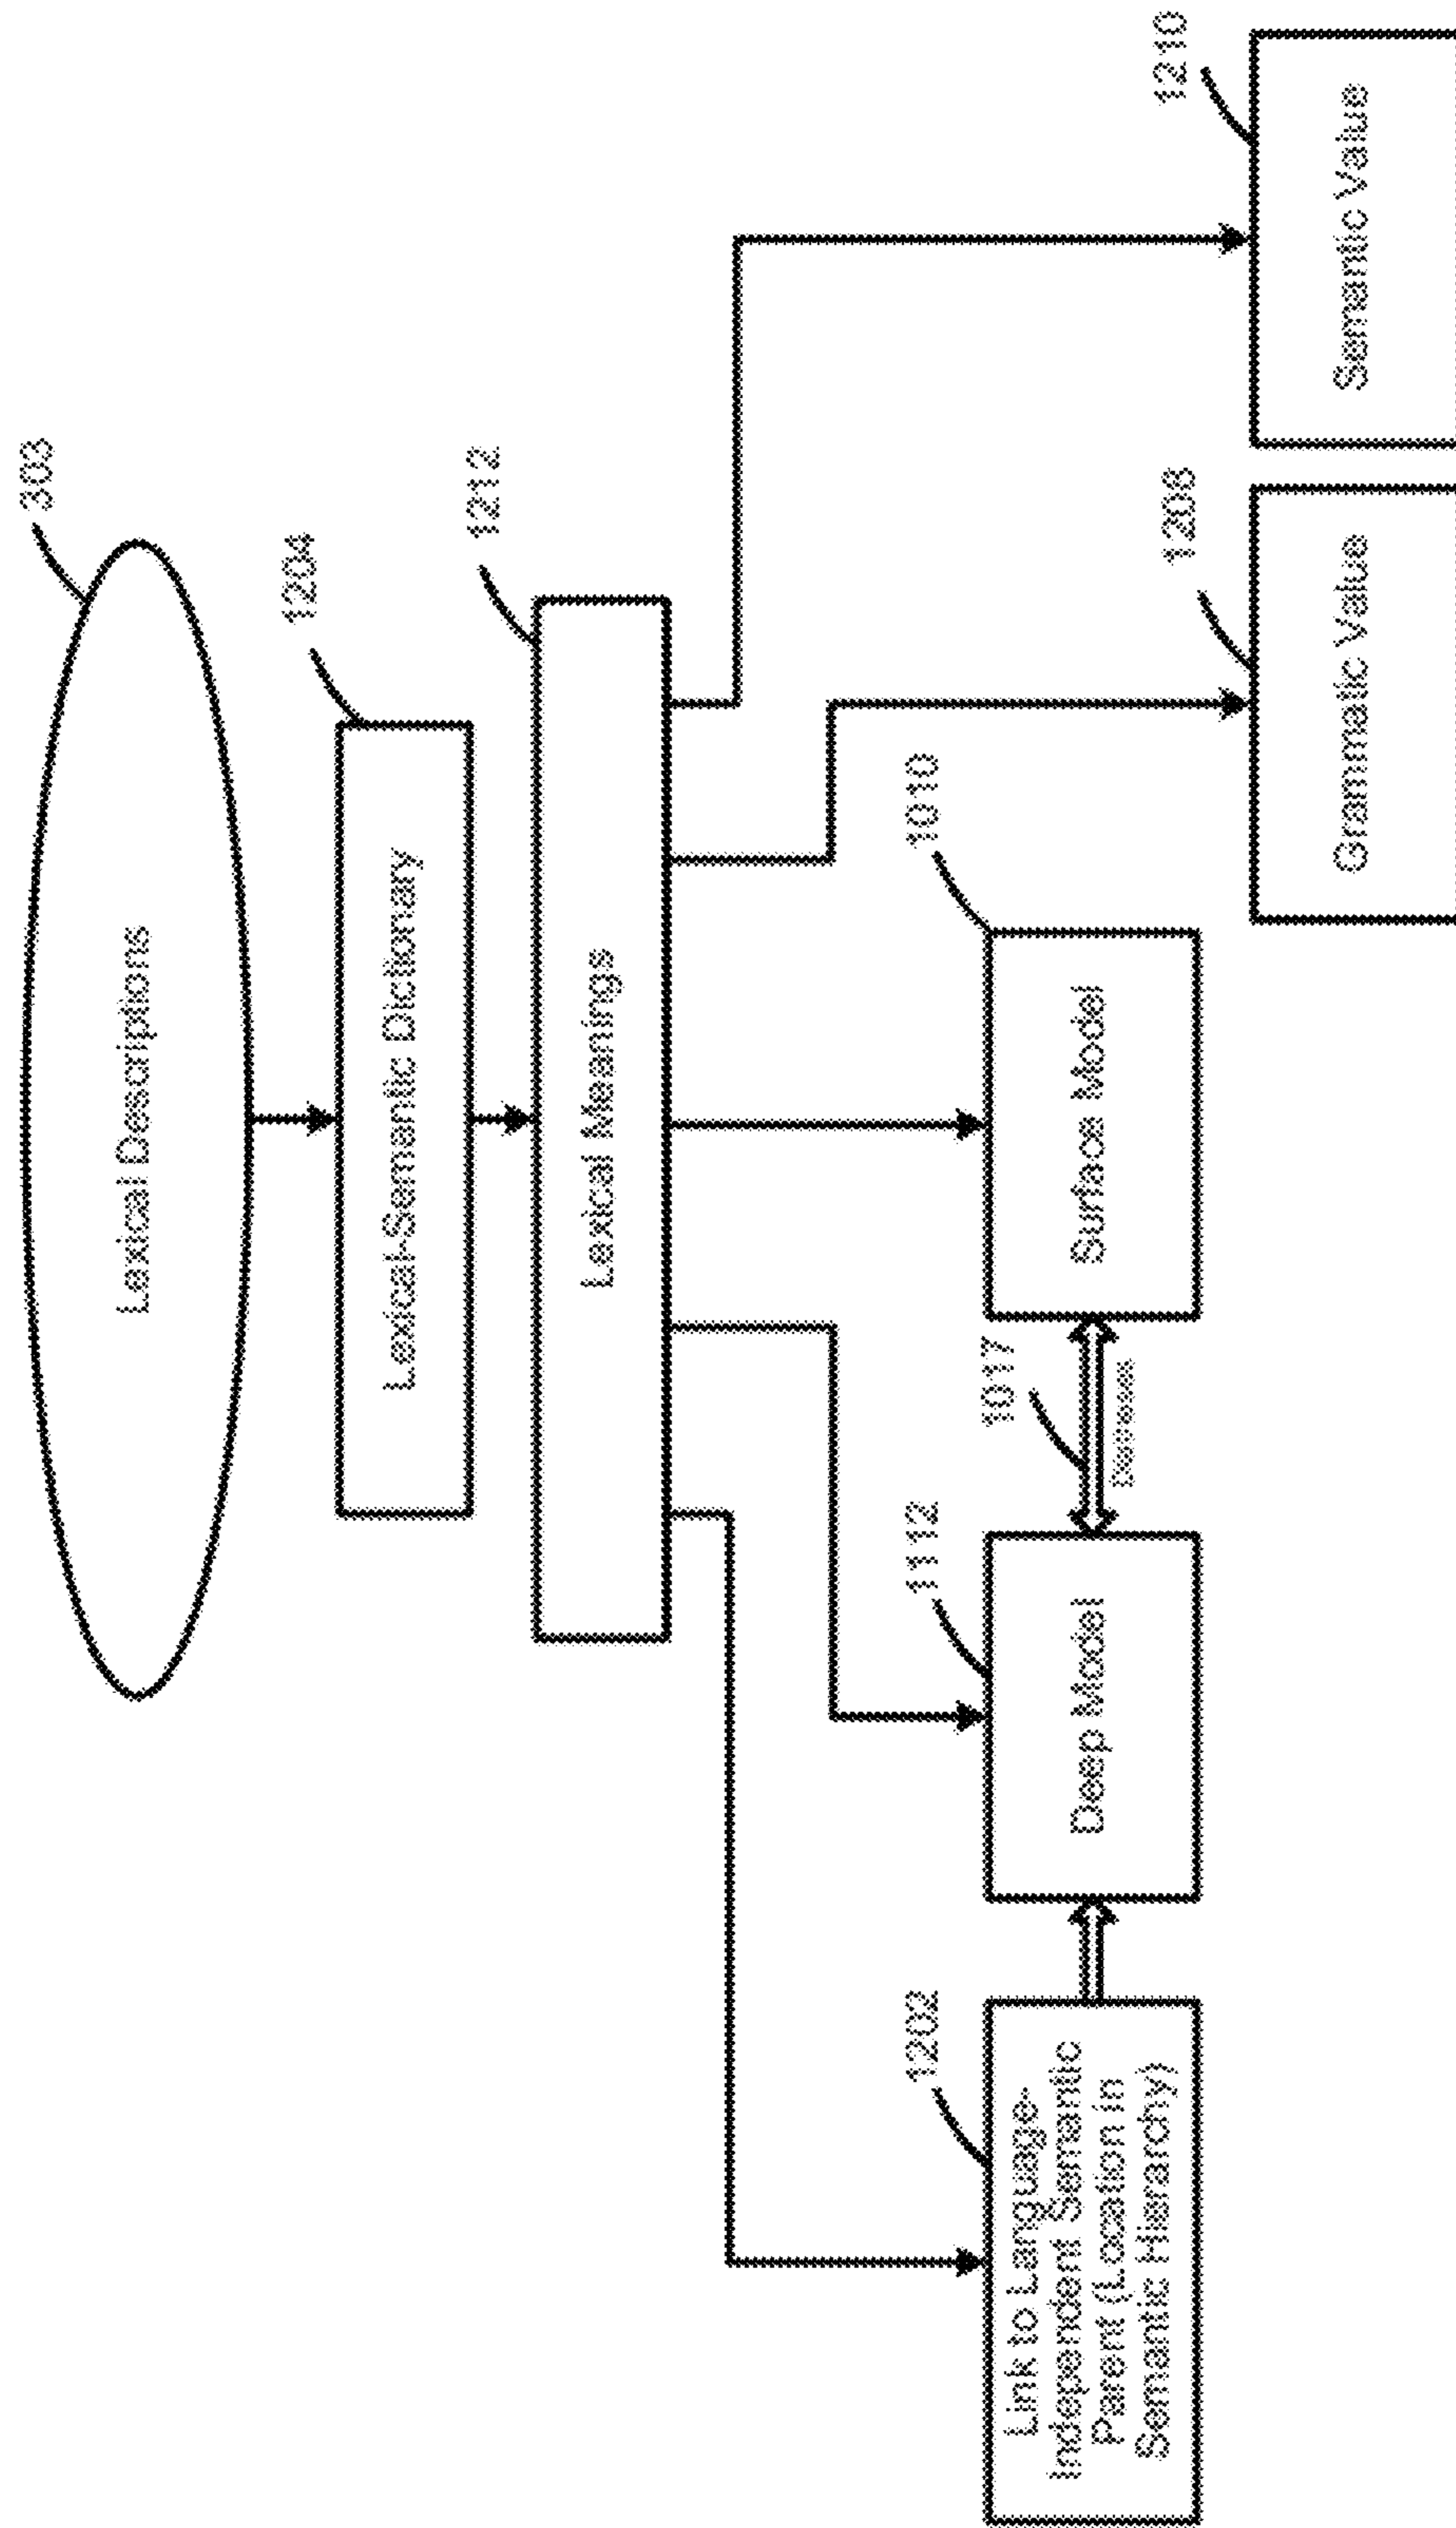 303
Lexical Descriptions
1204
Lexical-Semantic Dictionary
1212
Lexical Meanings
1202
Link to Language-
Independent Semantic
Parent (Location in
Semantic Hierarchy)
1112
Deep Model
1017
1010
Surface Model
1208
Grammatic Value
1210
Semantic Value